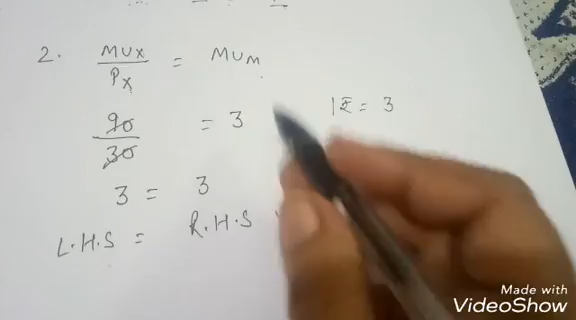 2. MUx / Px = MUM
90 / 30 = 3
1₹ = 3
3 = 3
L.H.S = R.H.S
Made with
VideoShow